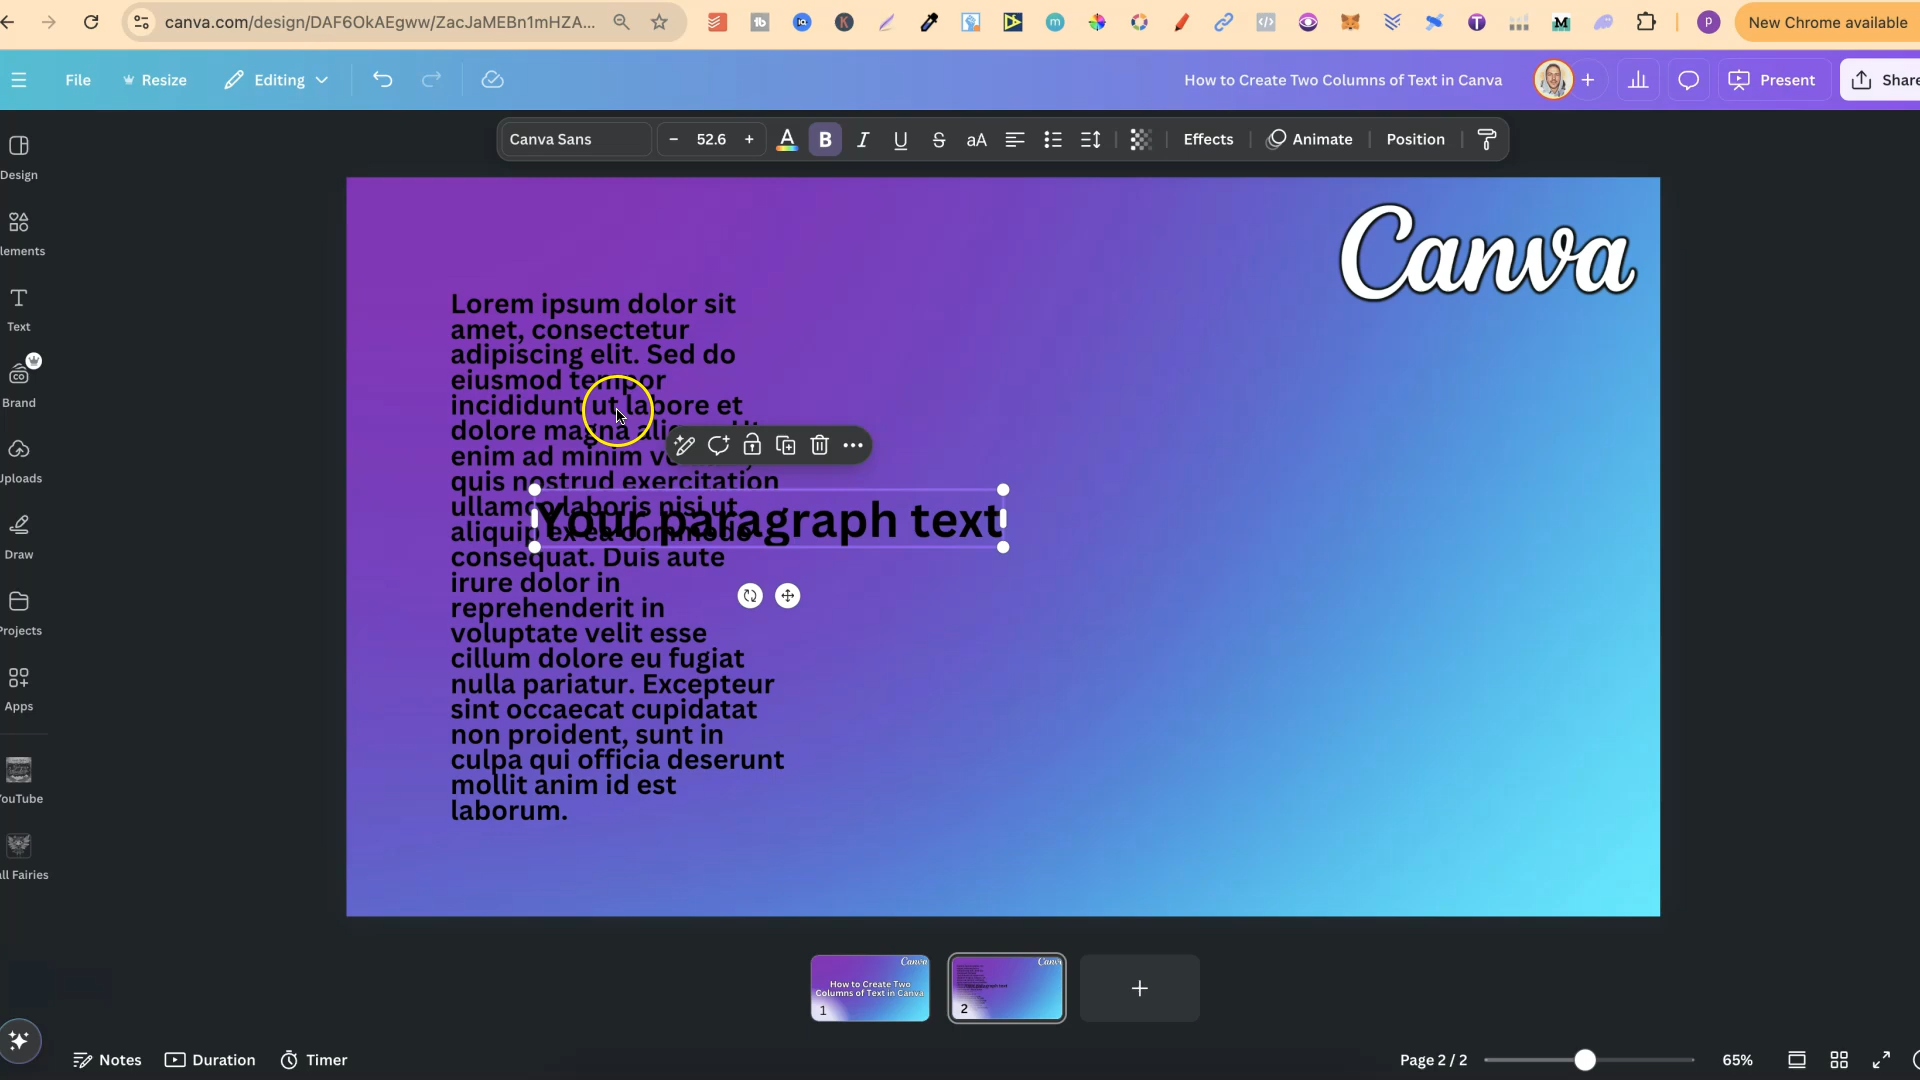 canva.com/design/DAF6OkAEgww/ZacJaMEBn1mHZA...
New Chrome available
File
Resize
Editing
How to Create Two Columns of Text in Canva
Present
Share
Canva Sans
52.6
Effects
Animate
Position
Design
lements
Text
Brand
Uploads
Draw
Projects
Apps
YouTube
all Fairies
Canva
Lorem ipsum dolor sit
amet, consectetur
adipiscing elit. Sed do
eiusmod tempor
incididunt ut labore et
dolore magna
enim ad minim
quis nostrud exercitation
ullamco laboris nisi ut
aliquip ex ea commodo
consequat. Duis aute
irure dolor in
reprehenderit in
voluptate velit esse
cillum dolore eu fugiat
nulla pariatur. Excepteur
sint occaecat cupidatat
non proident, sunt in
culpa qui officia deserunt
mollit anim id est
laborum.
Your paragraph text
Canva
How to Create Two
Columns of Text in Canva
1
2
Notes
Duration
Timer
Page 2 / 2
65%